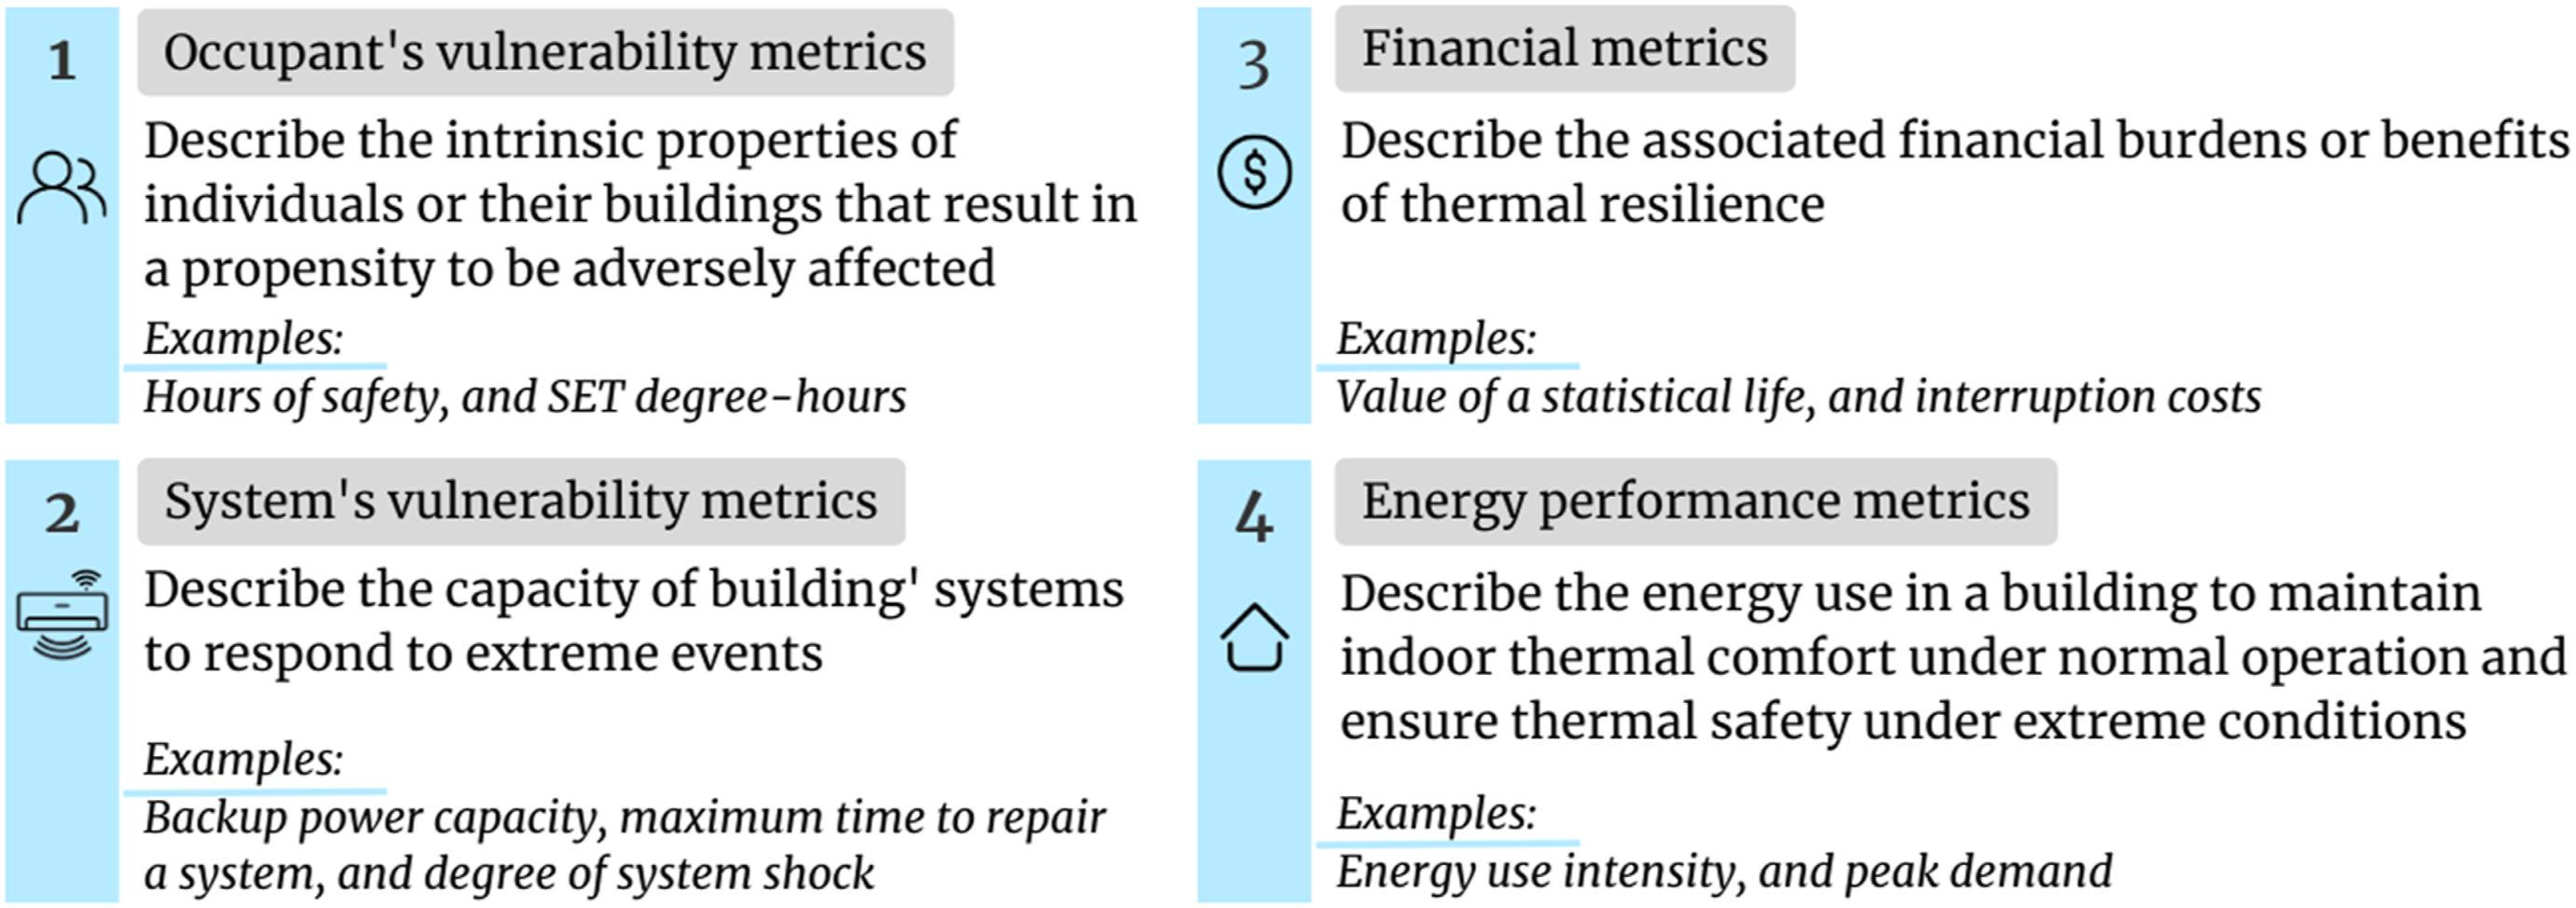 1
Occupant's vulnerability metrics
Describe the intrinsic properties of
individuals or their buildings that result in
a propensity to be adversely affected
Examples:
Hours of safety, and SET degree-hours
2
System's vulnerability metrics
Describe the capacity of building' systems
to respond to extreme events
Examples:
Backup power capacity, maximum time to repair
a system, and degree of system shock
3
Financial metrics
$
Describe the associated financial burdens or benefits
of thermal resilience
Examples:
Value of a statistical life, and interruption costs
4
Energy performance metrics
Describe the energy use in a building to maintain
indoor thermal comfort under normal operation and
ensure thermal safety under extreme conditions
Examples:
Energy use intensity, and peak demand